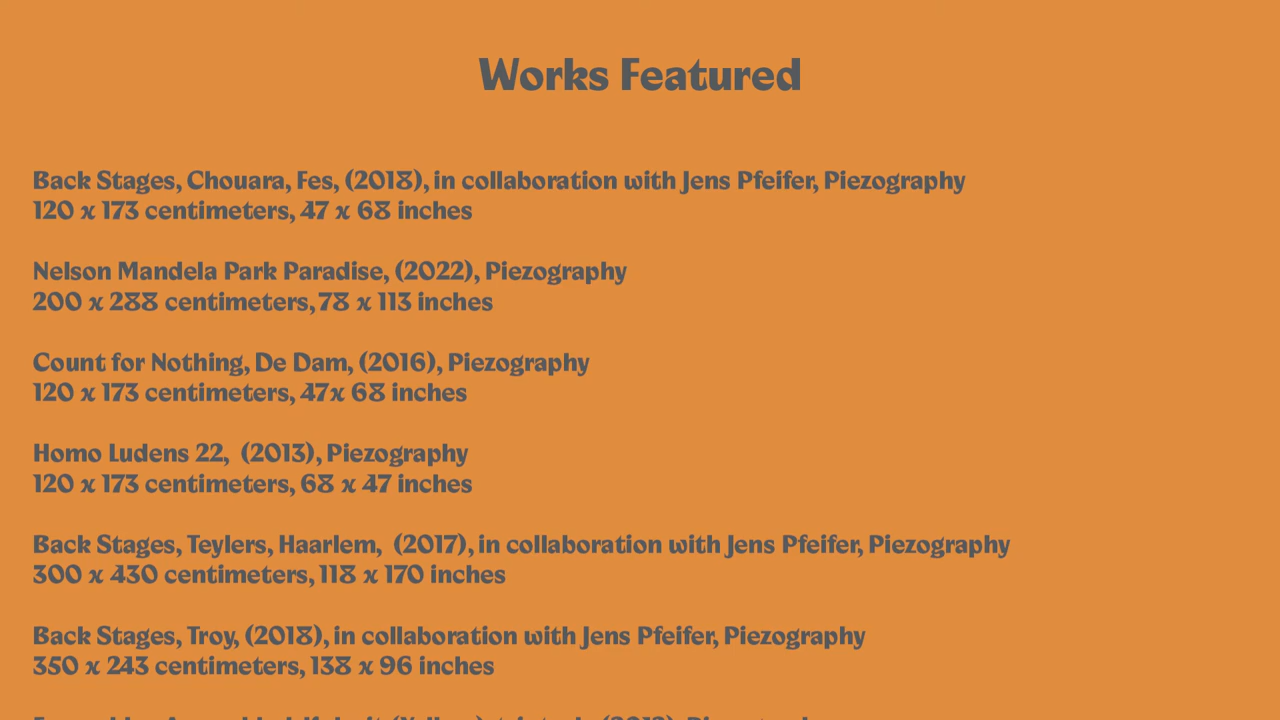 Works Featured
Back Stages, Chouara, Fes, (2018), in collaboration with Jens Pfeifer, Piezography
120 x 173 centimeters, 47 x 68 inches
Nelson Mandela Park Paradise, (2022), Piezography
200 x 288 centimeters, 78 x 113 inches
Count for Nothing, De Dam, (2016), Piezography
120 x 173 centimeters, 47x 68 inches
Homo Ludens 22,  (2013), Piezography
120 x 173 centimeters, 68 x 47 inches
Back Stages, Teylers, Haarlem,  (2017), in collaboration with Jens Pfeifer, Piezography
300 x 430 centimeters, 118 x 170 inches
Back Stages, Troy, (2018), in collaboration with Jens Pfeifer, Piezography
350 x 243 centimeters, 138 x 96 inches